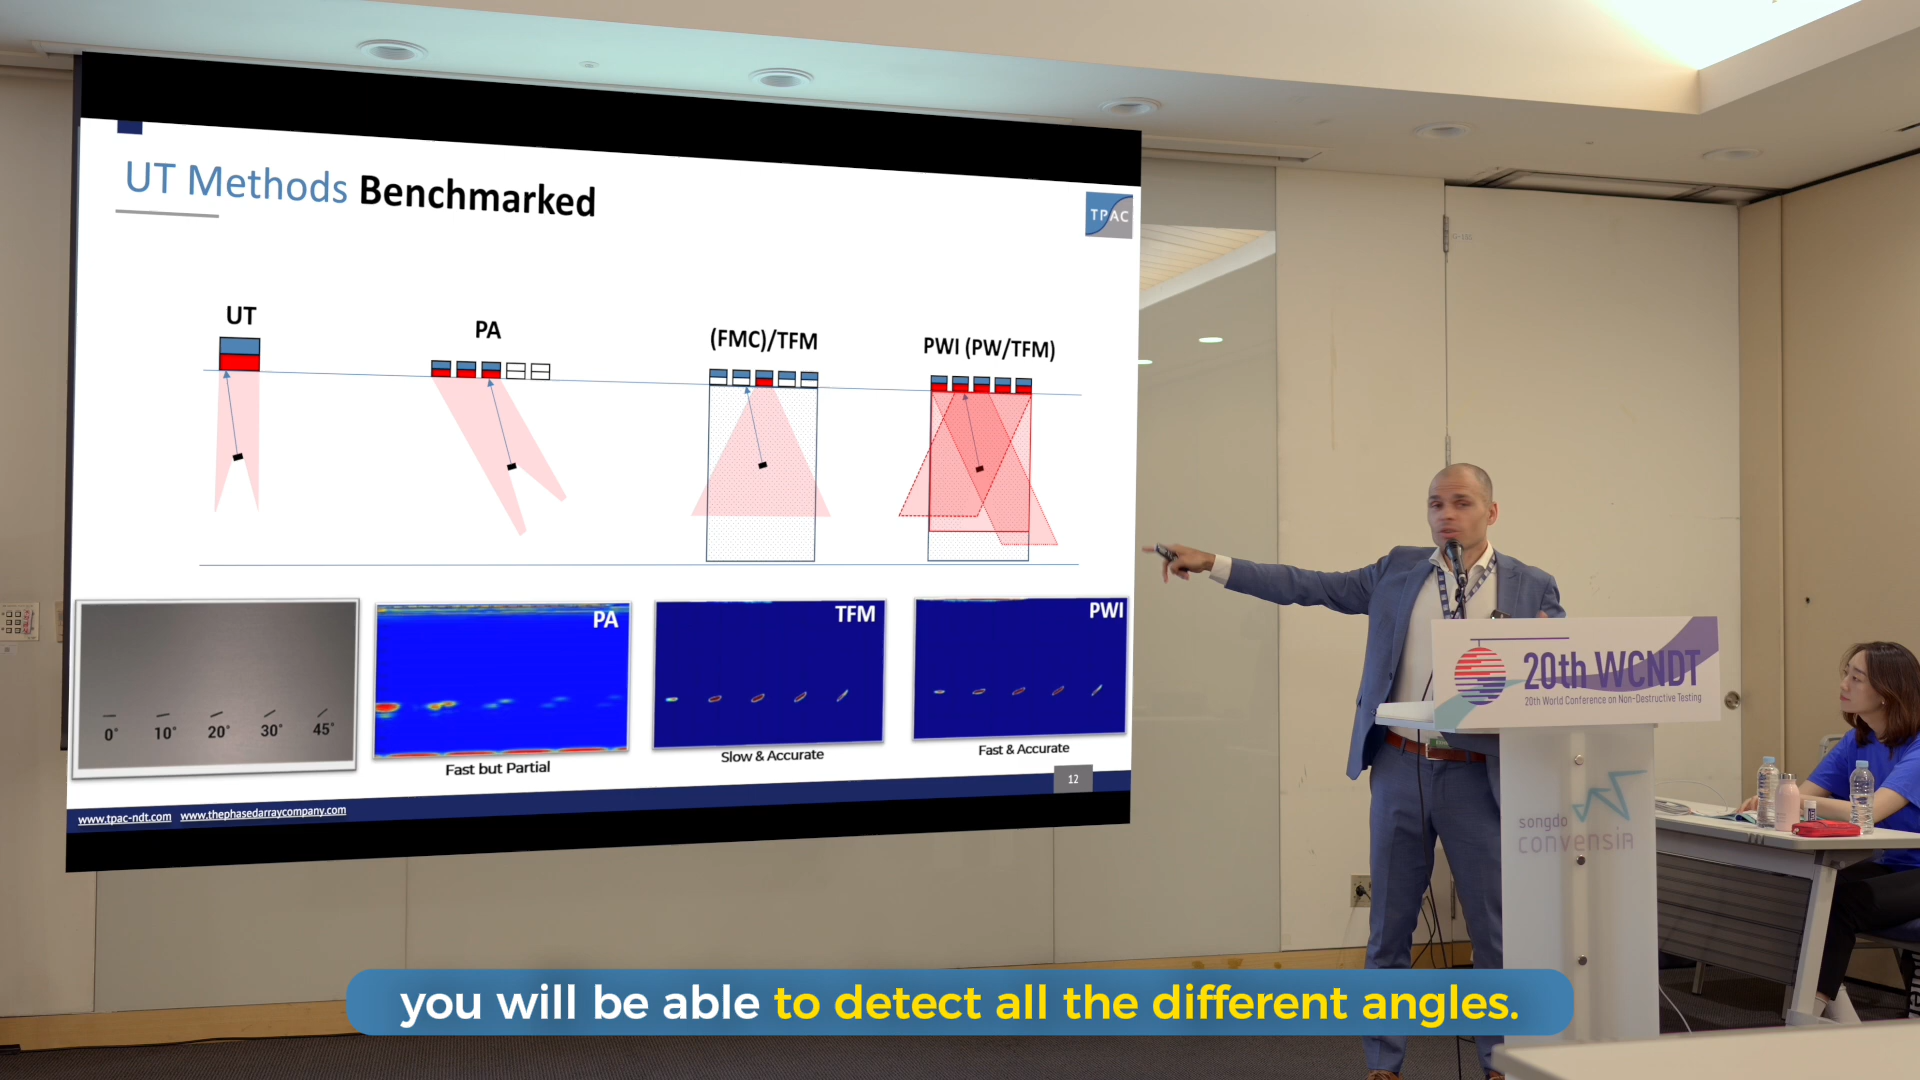 UT Methods Benchmarked
TPAC
UT
PA
(FMC)/TFM
PWI (PW/TFM)
0° 10° 20° 30° 45°
PA
TFM
PWI
Fast but Partial
Slow & Accurate
Fast & Accurate
12
www.tpac-ndt.com www.thephasedarraycompany.com
20th WCNDT
20th World Conference on Non-Destructive Testing
songdo
convensia
you will be able to detect all the different angles.